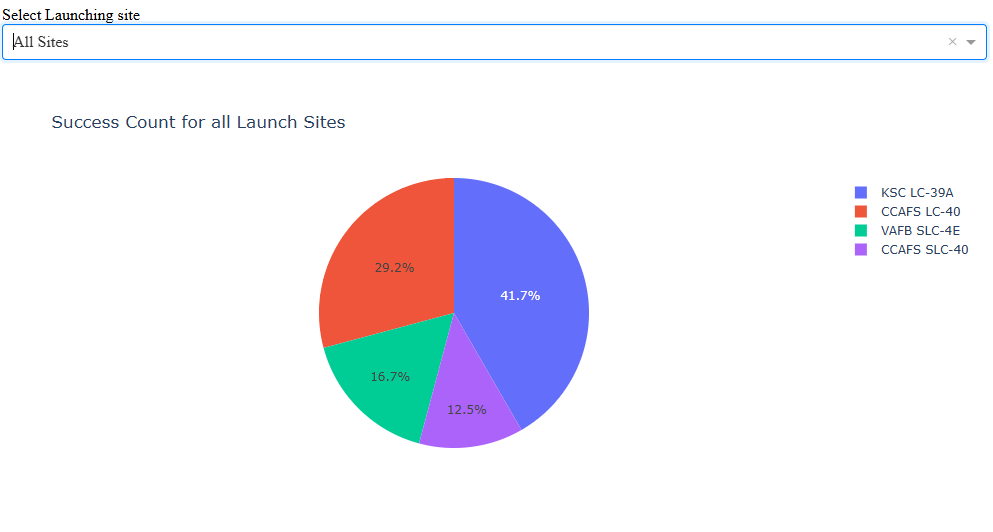 Select Launching site
All Sites
Success Count for all Launch Sites
KSC LC-39A
CCAFS LC-40
VAFB SLC-4E
CCAFS SLC-40
29.2%
41.7%
16.7%
12.5%